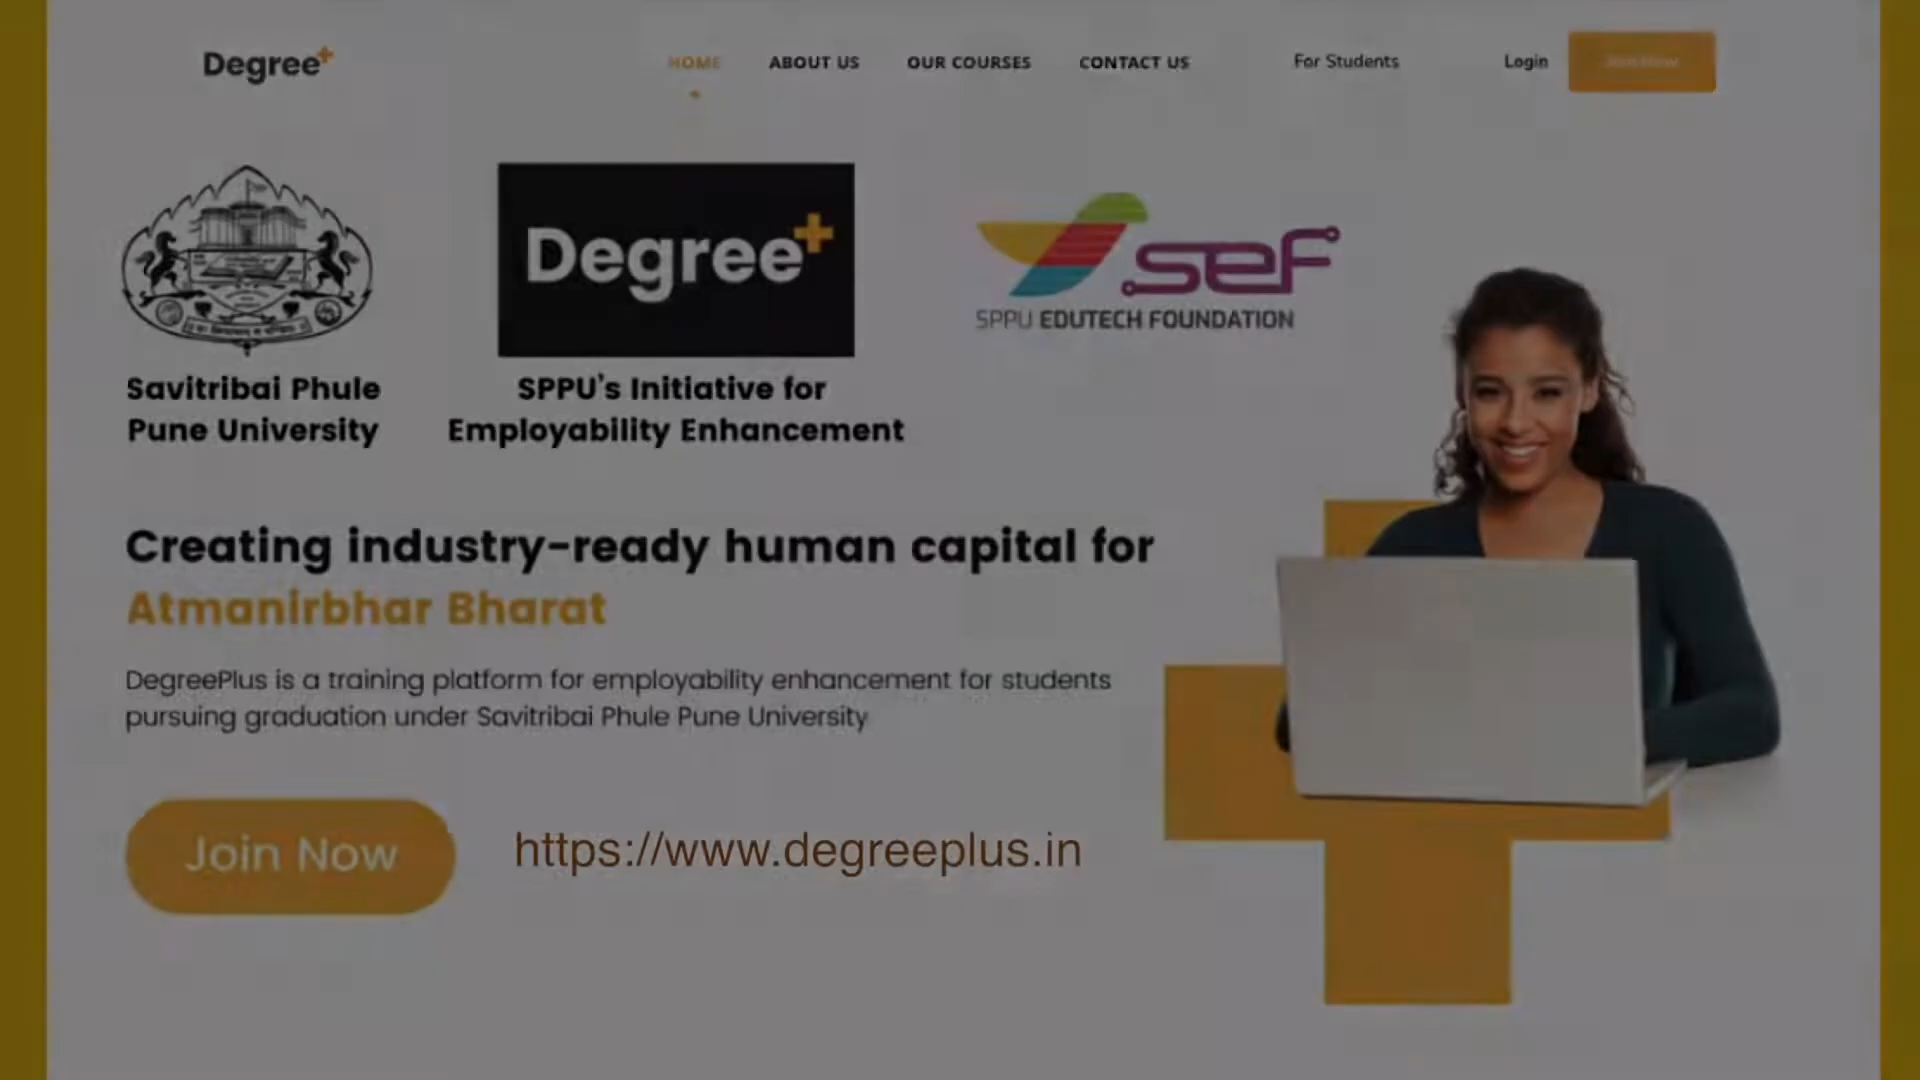 Degree+
HOME
ABOUT US
OUR COURSES
CONTACT US
For Students
Login
Join Now
Degree+
sef
SPPU EDUTECH FOUNDATION
Savitribai Phule
Pune University
SPPU's Initiative for
Employability Enhancement
Creating industry-ready human capital for
Atmanirbhar Bharat
DegreePlus is a training platform for employability enhancement for students
pursuing graduation under Savitribai Phule Pune University
Join Now
https://www.degreeplus.in